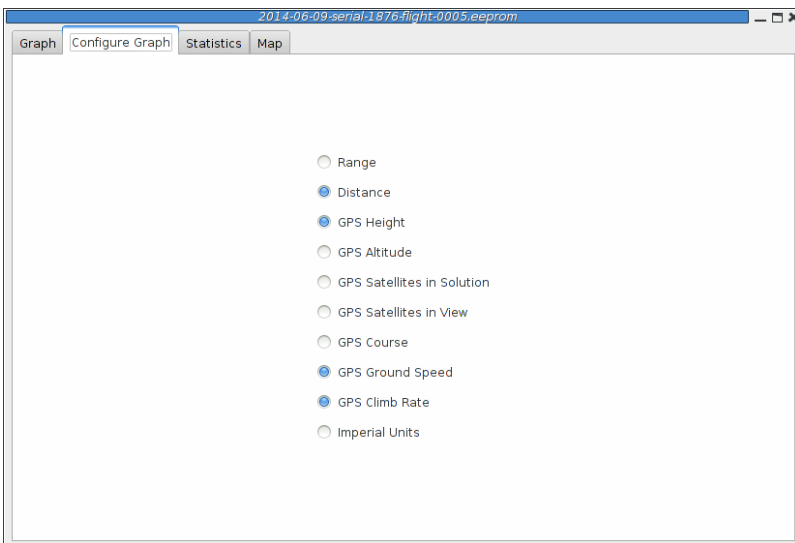 2014-06-09-serial-1876-flight-0005.eeprom
Graph Configure Graph Statistics Map
Range
Distance
GPS Height
GPS Altitude
GPS Satellites in Solution
GPS Satellites in View
GPS Course
GPS Ground Speed
GPS Climb Rate
Imperial Units